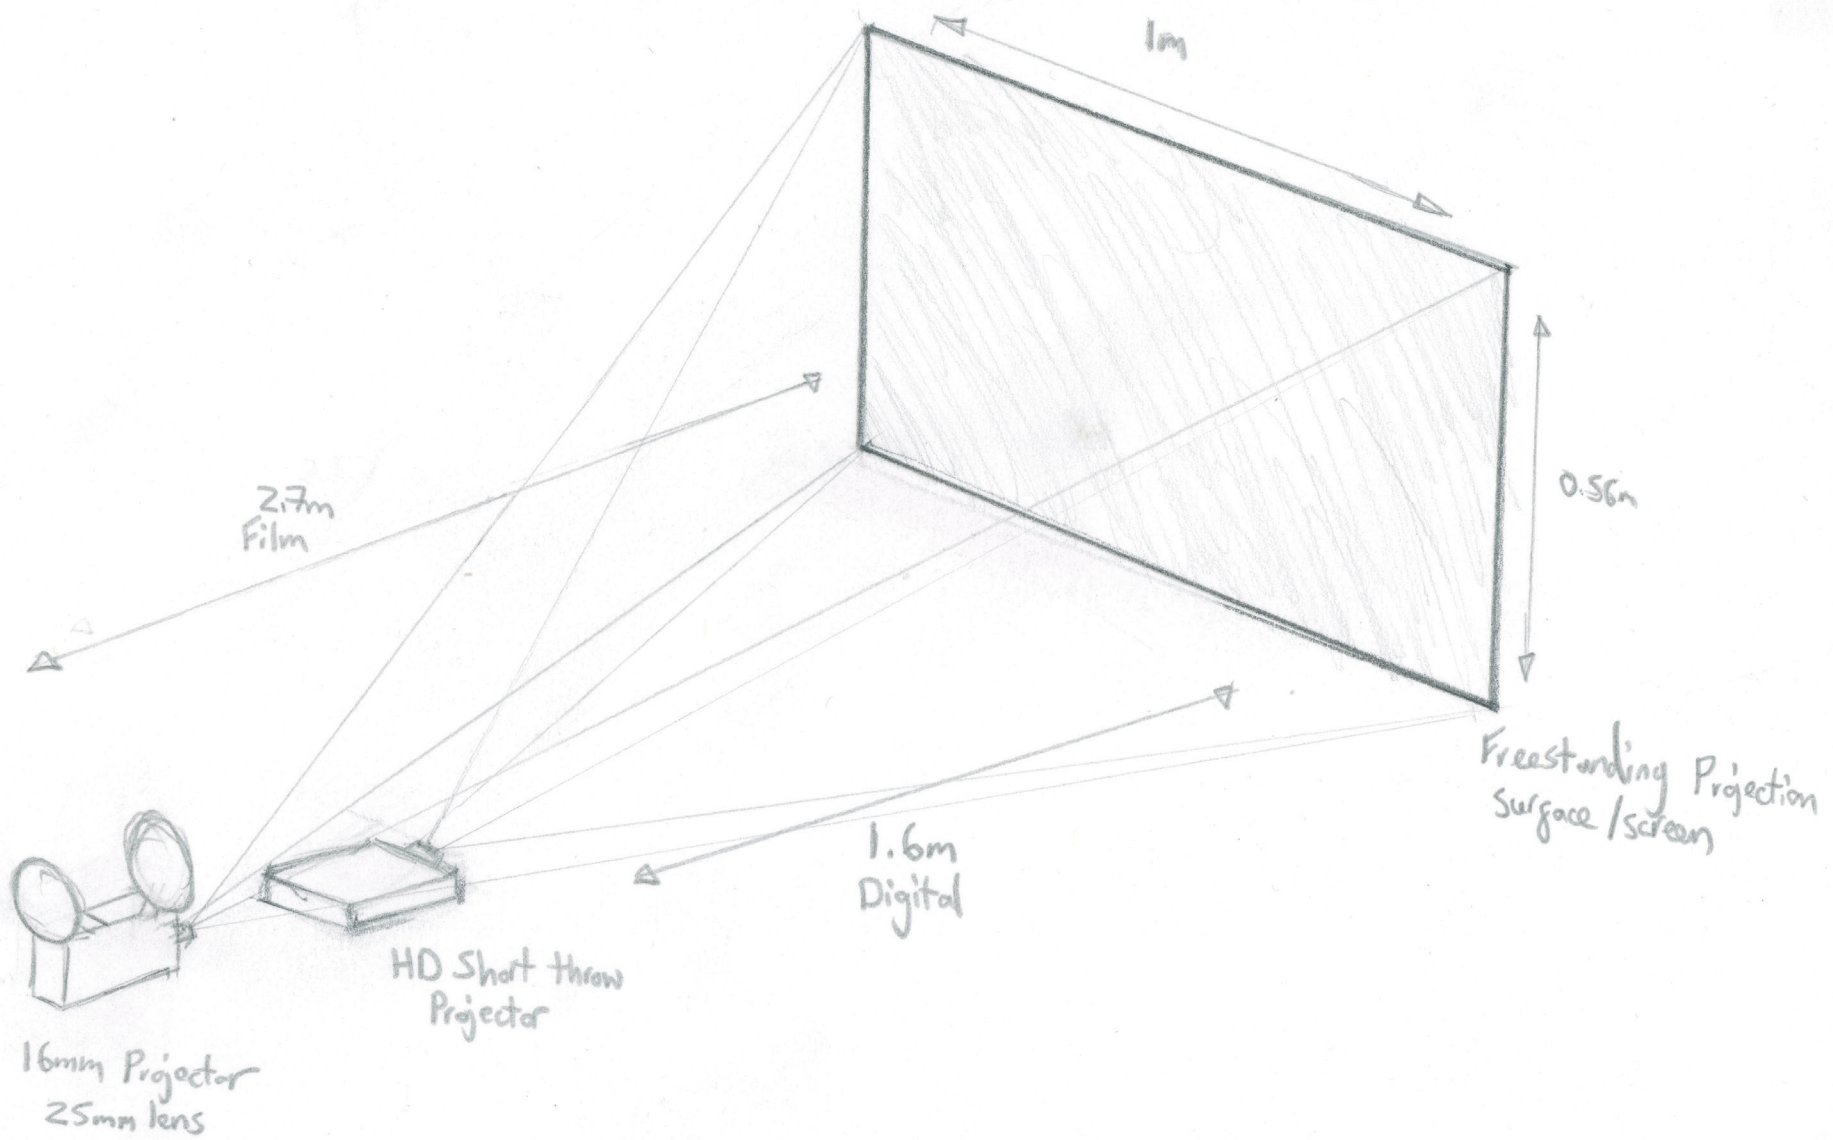 1m
0.56m
2.7m
Film
1.6m
Digital
Freestanding Projection
surface/screen
HD Short throw
Projector
16mm Projector
25mm lens